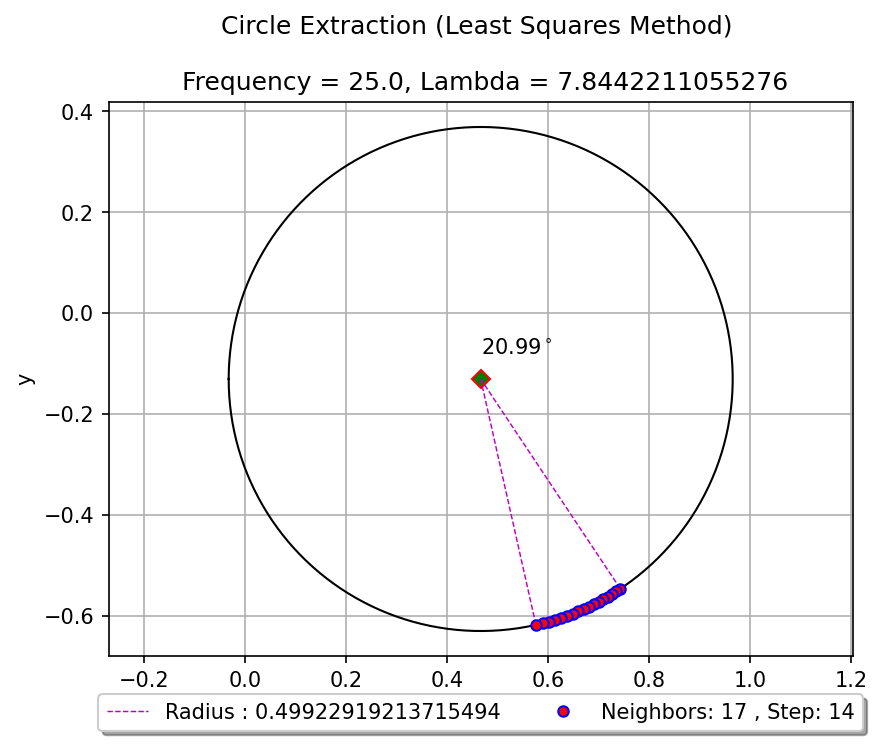 Circle Extraction (Least Squares Method)
Frequency = 25.0, Lambda = 7.8442211055276
0.4
0.2
0.0
−0.2
−0.4
−0.6
y
20.99°
−0.2 0.0 0.2 0.4 0.6 0.8 1.0 1.2
Radius : 0.49922919213715494 Neighbors: 17 , Step: 14